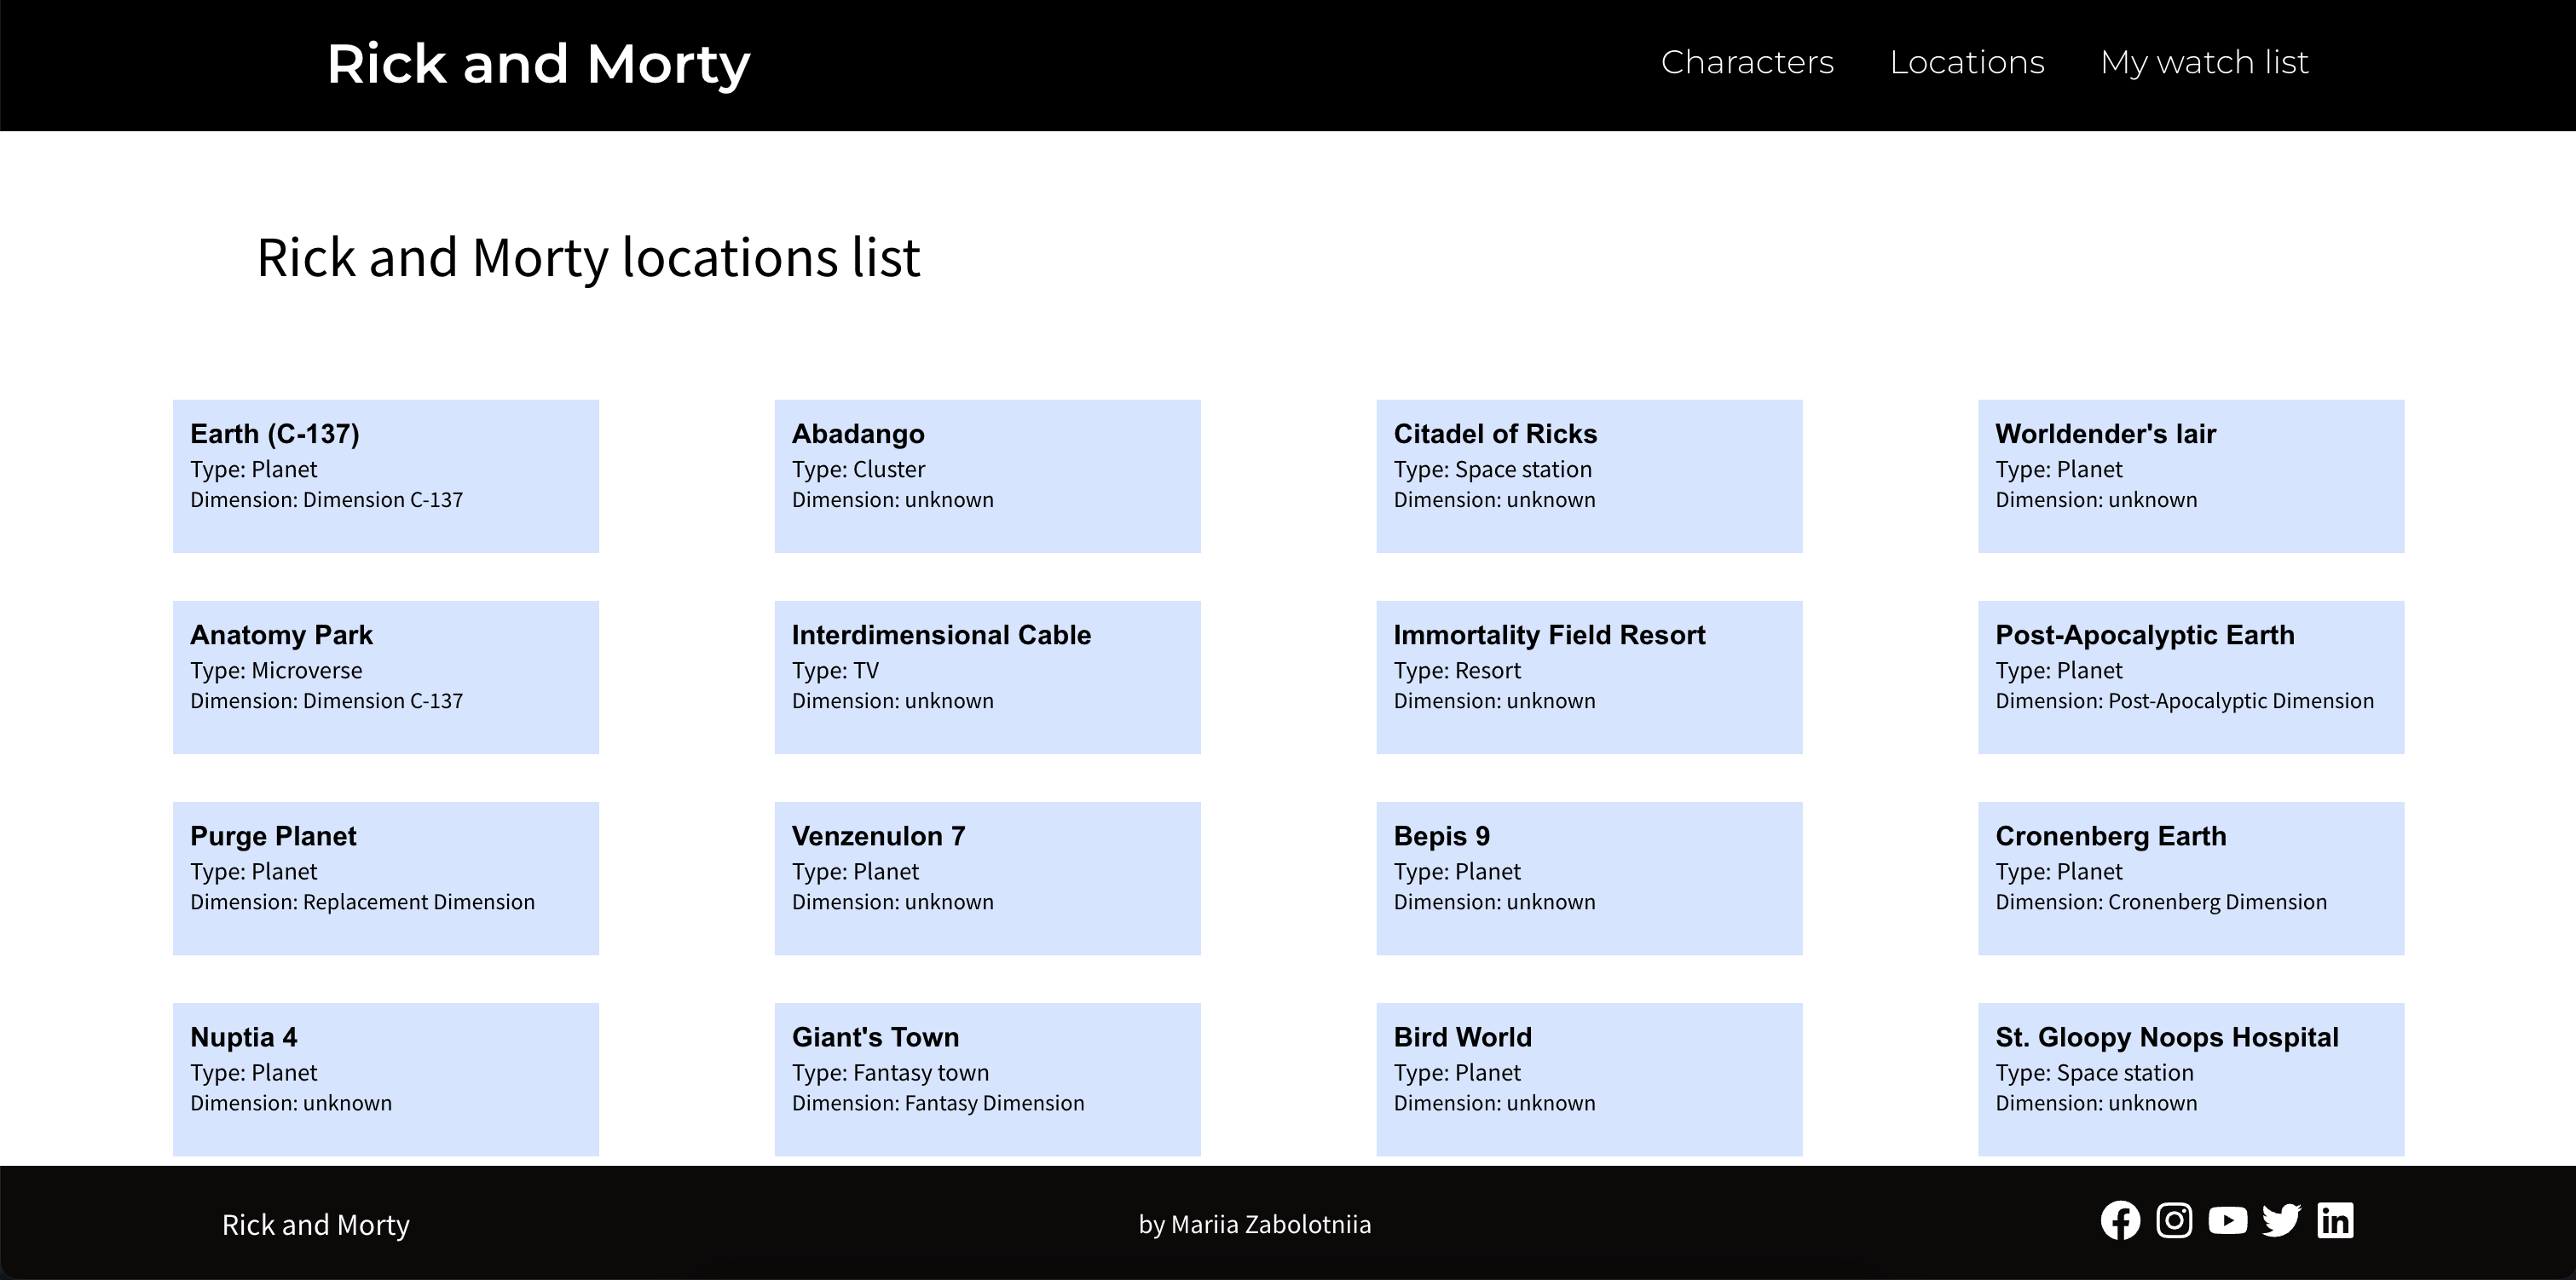 Rick and Morty
Characters
Locations
My watch list
Rick and Morty locations list
Earth (C-137)
Type: Planet
Dimension: Dimension C-137
Abadango
Type: Cluster
Dimension: unknown
Citadel of Ricks
Type: Space station
Dimension: unknown
Worldender's lair
Type: Planet
Dimension: unknown
Anatomy Park
Type: Microverse
Dimension: Dimension C-137
Interdimensional Cable
Type: TV
Dimension: unknown
Immortality Field Resort
Type: Resort
Dimension: unknown
Post-Apocalyptic Earth
Type: Planet
Dimension: Post-Apocalyptic Dimension
Purge Planet
Type: Planet
Dimension: Replacement Dimension
Venzenulon 7
Type: Planet
Dimension: unknown
Bepis 9
Type: Planet
Dimension: unknown
Cronenberg Earth
Type: Planet
Dimension: Cronenberg Dimension
Nuptia 4
Type: Planet
Dimension: unknown
Giant's Town
Type: Fantasy town
Dimension: Fantasy Dimension
Bird World
Type: Planet
Dimension: unknown
St. Gloopy Noops Hospital
Type: Space station
Dimension: unknown
Rick and Morty
by Mariia Zabolotniia